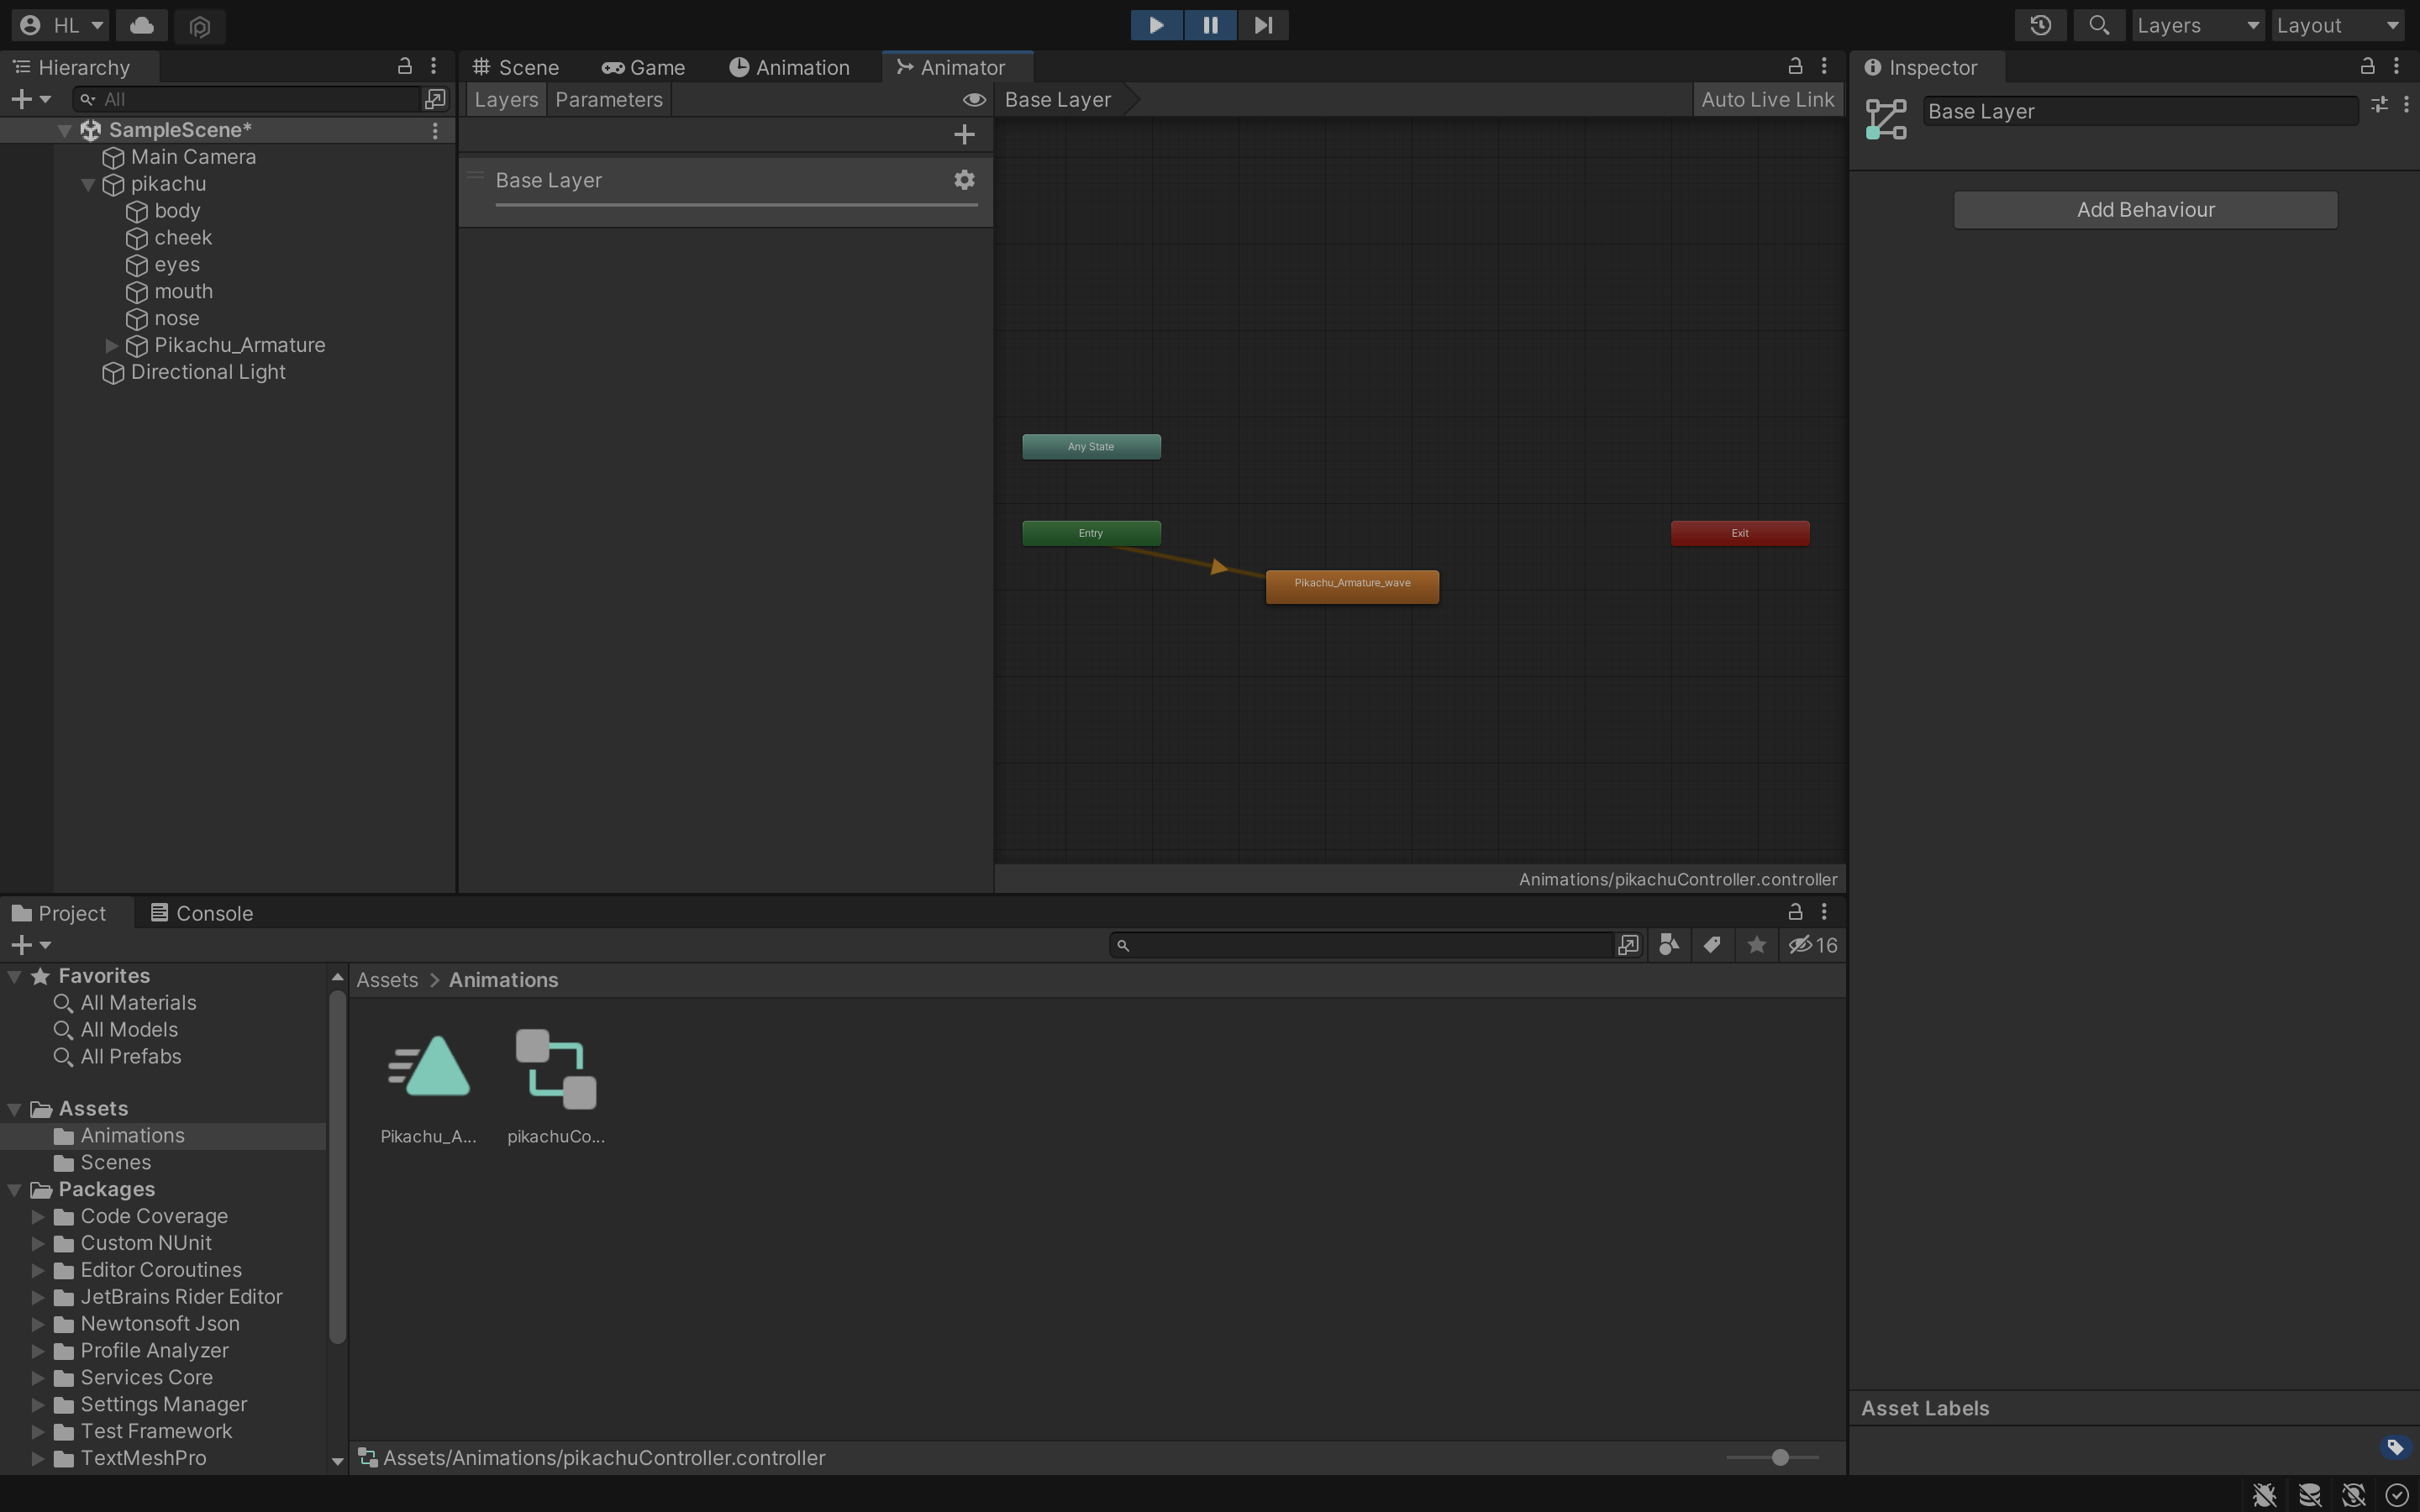 HL
Layers
Layout
Hierarchy
All
SampleScene*
Main Camera
pikachu
body
cheek
eyes
mouth
nose
Pikachu_Armature
Directional Light
Scene
Game
Animation
Animator
Layers
Parameters
Base Layer
Auto Live Link
Base Layer
Any State
Entry
Exit
Pikachu_Armature_wave
Animations/pikachuController.controller
Inspector
Base Layer
Add Behaviour
Asset Labels
Project
Console
16
Favorites
All Materials
All Models
All Prefabs
Assets
Animations
Scenes
Packages
Code Coverage
Custom NUnit
Editor Coroutines
JetBrains Rider Editor
Newtonsoft Json
Profile Analyzer
Services Core
Settings Manager
Test Framework
TextMeshPro
Assets > Animations
Pikachu_A...
pikachuCo...
Assets/Animations/pikachuController.controller